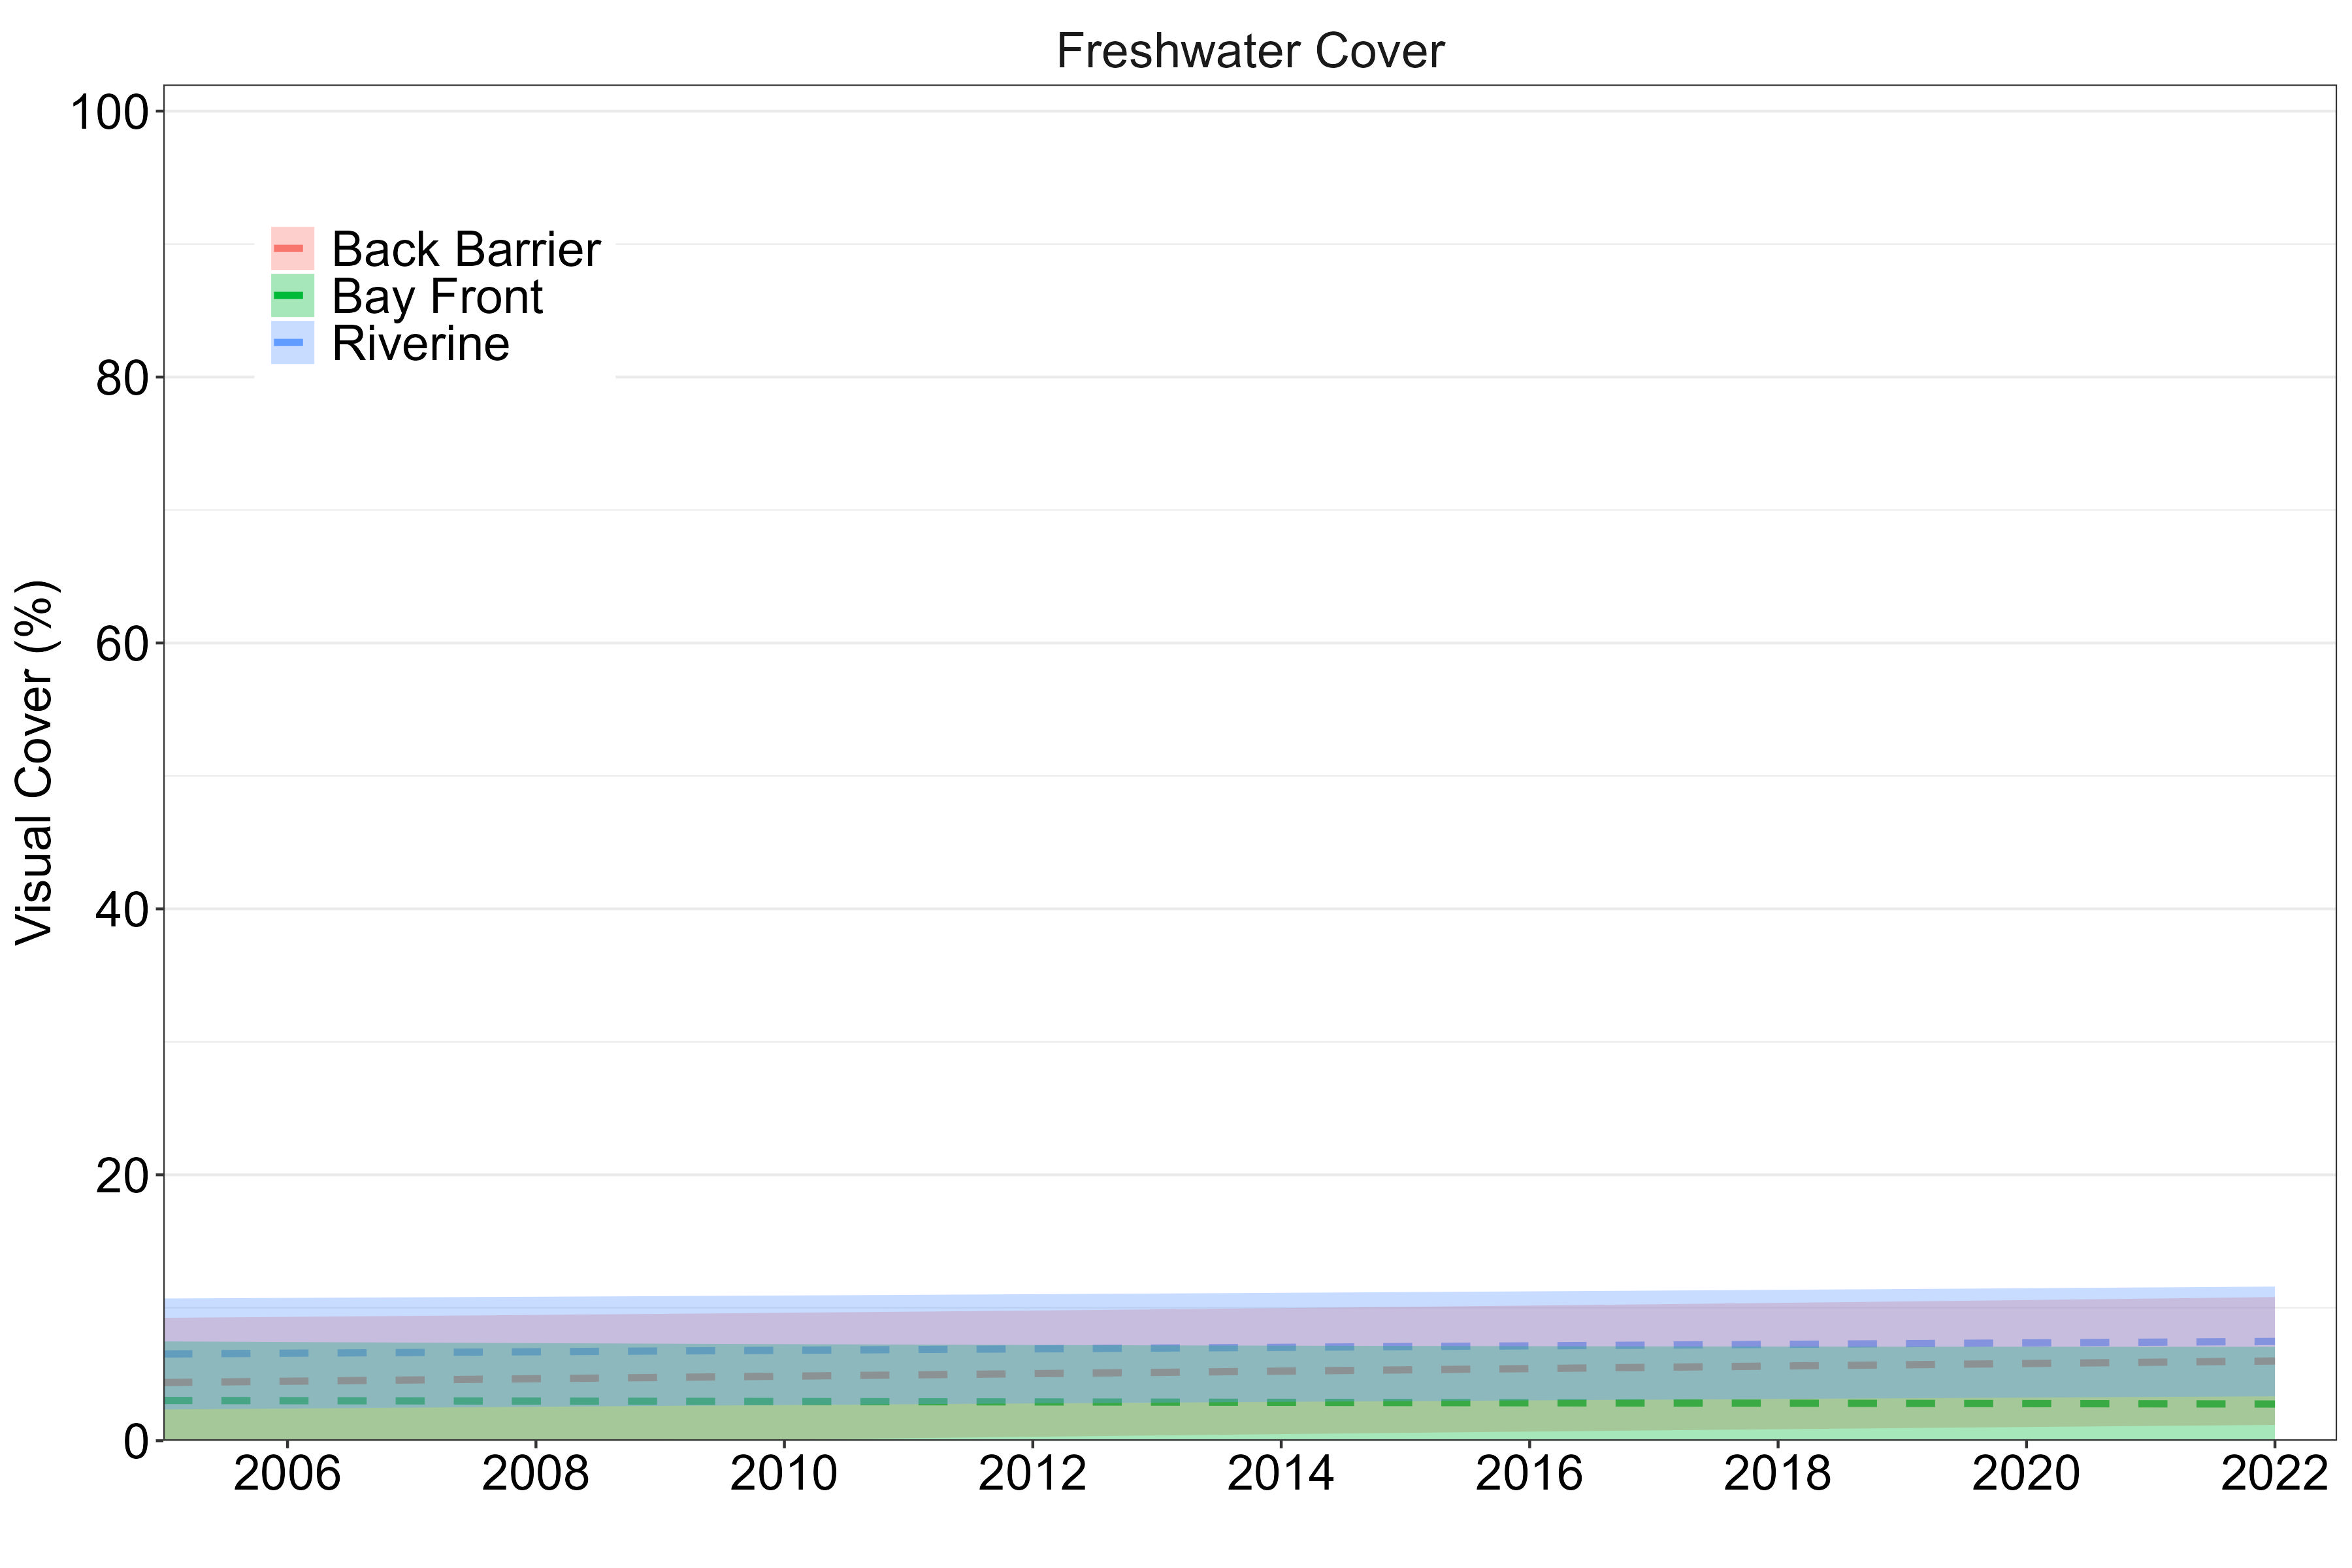 Freshwater Cover
100
80
60
40
20
0
Visual Cover (%)
Back Barrier
Bay Front
Riverine
2006 2008 2010 2012 2014 2016 2018 2020 2022